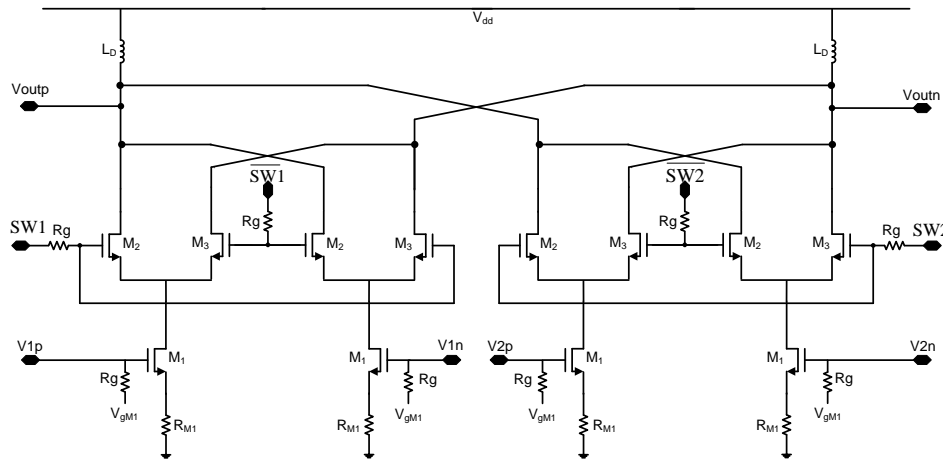 Vdd
LD
LD
Voutp
Voutn
SW1
SW2
SW1
Rg
M2
M3
Rg
M2
M3
M2
M3
Rg
M2
M3
Rg
SW2
V1p
M1
M1
V1n
V2p
M1
M1
V2n
Rg
Rg
Rg
Rg
VgM1
RM1
RM1
VgM1
VgM1
RM1
RM1
VgM1